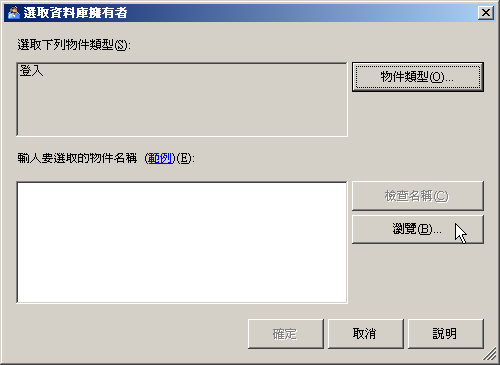 選取資料庫擁有者
選取下列物件類型(S):
登入
物件類型(O)...
輸入要選取的物件名稱 (範例)(E):
檢查名稱(C)
瀏覽(B)...
確定
取消
說明